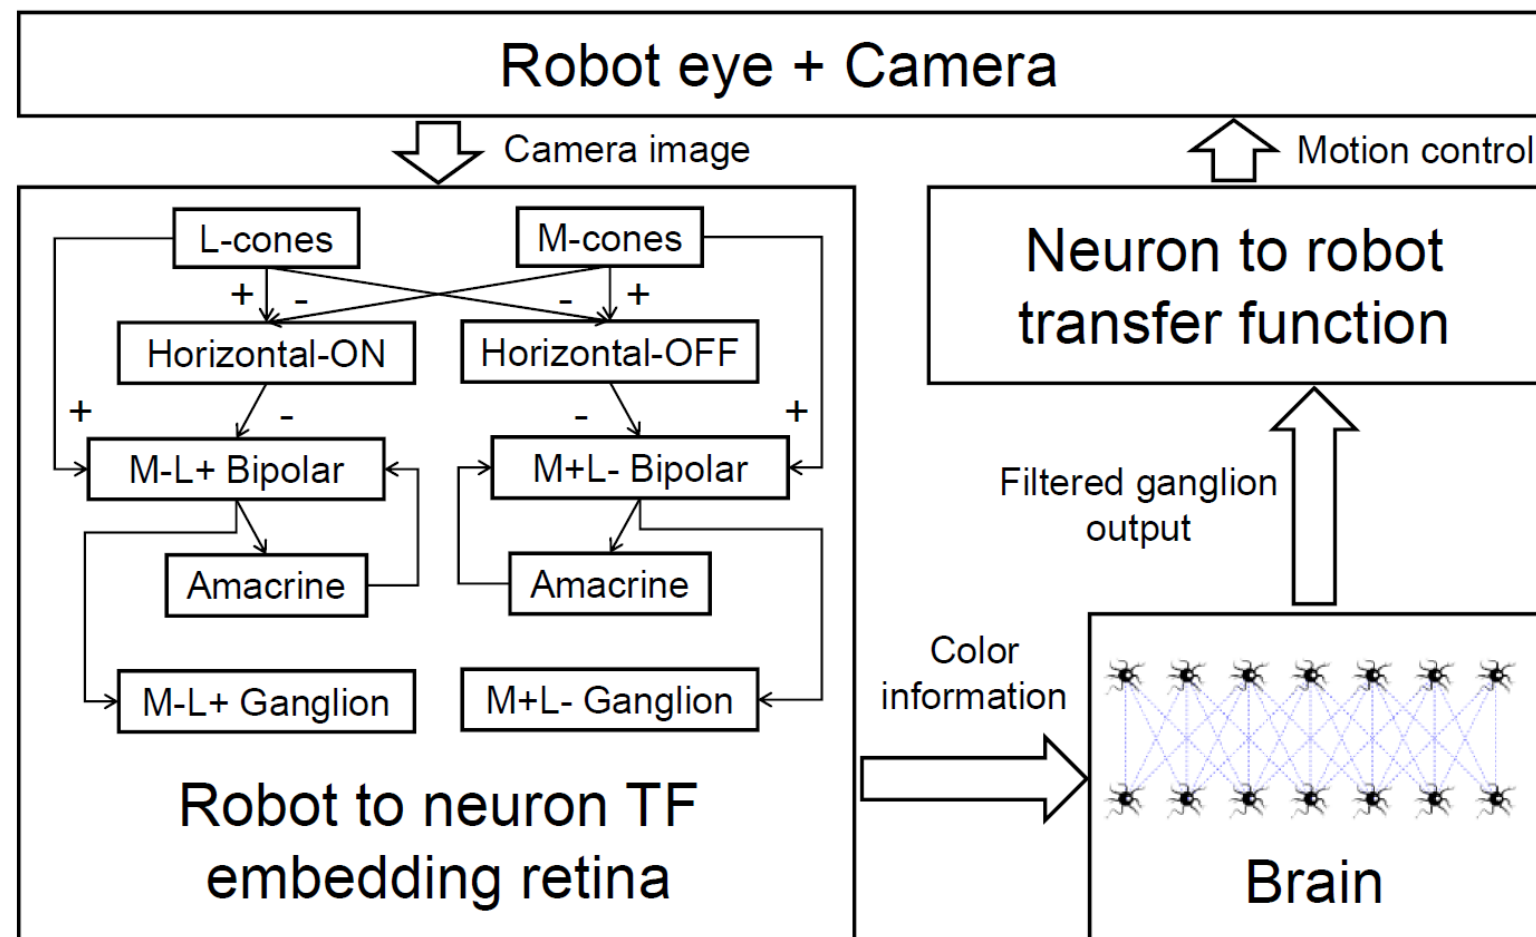 Robot eye + Camera
Camera image
Motion control
L-cones
M-cones
+ - - +
Horizontal-ON
Horizontal-OFF
+ - - +
M-L+ Bipolar
M+L- Bipolar
Amacrine
Amacrine
M-L+ Ganglion
M+L- Ganglion
Robot to neuron TF
embedding retina
Color
information
Brain
Filtered ganglion
output
Neuron to robot
transfer function